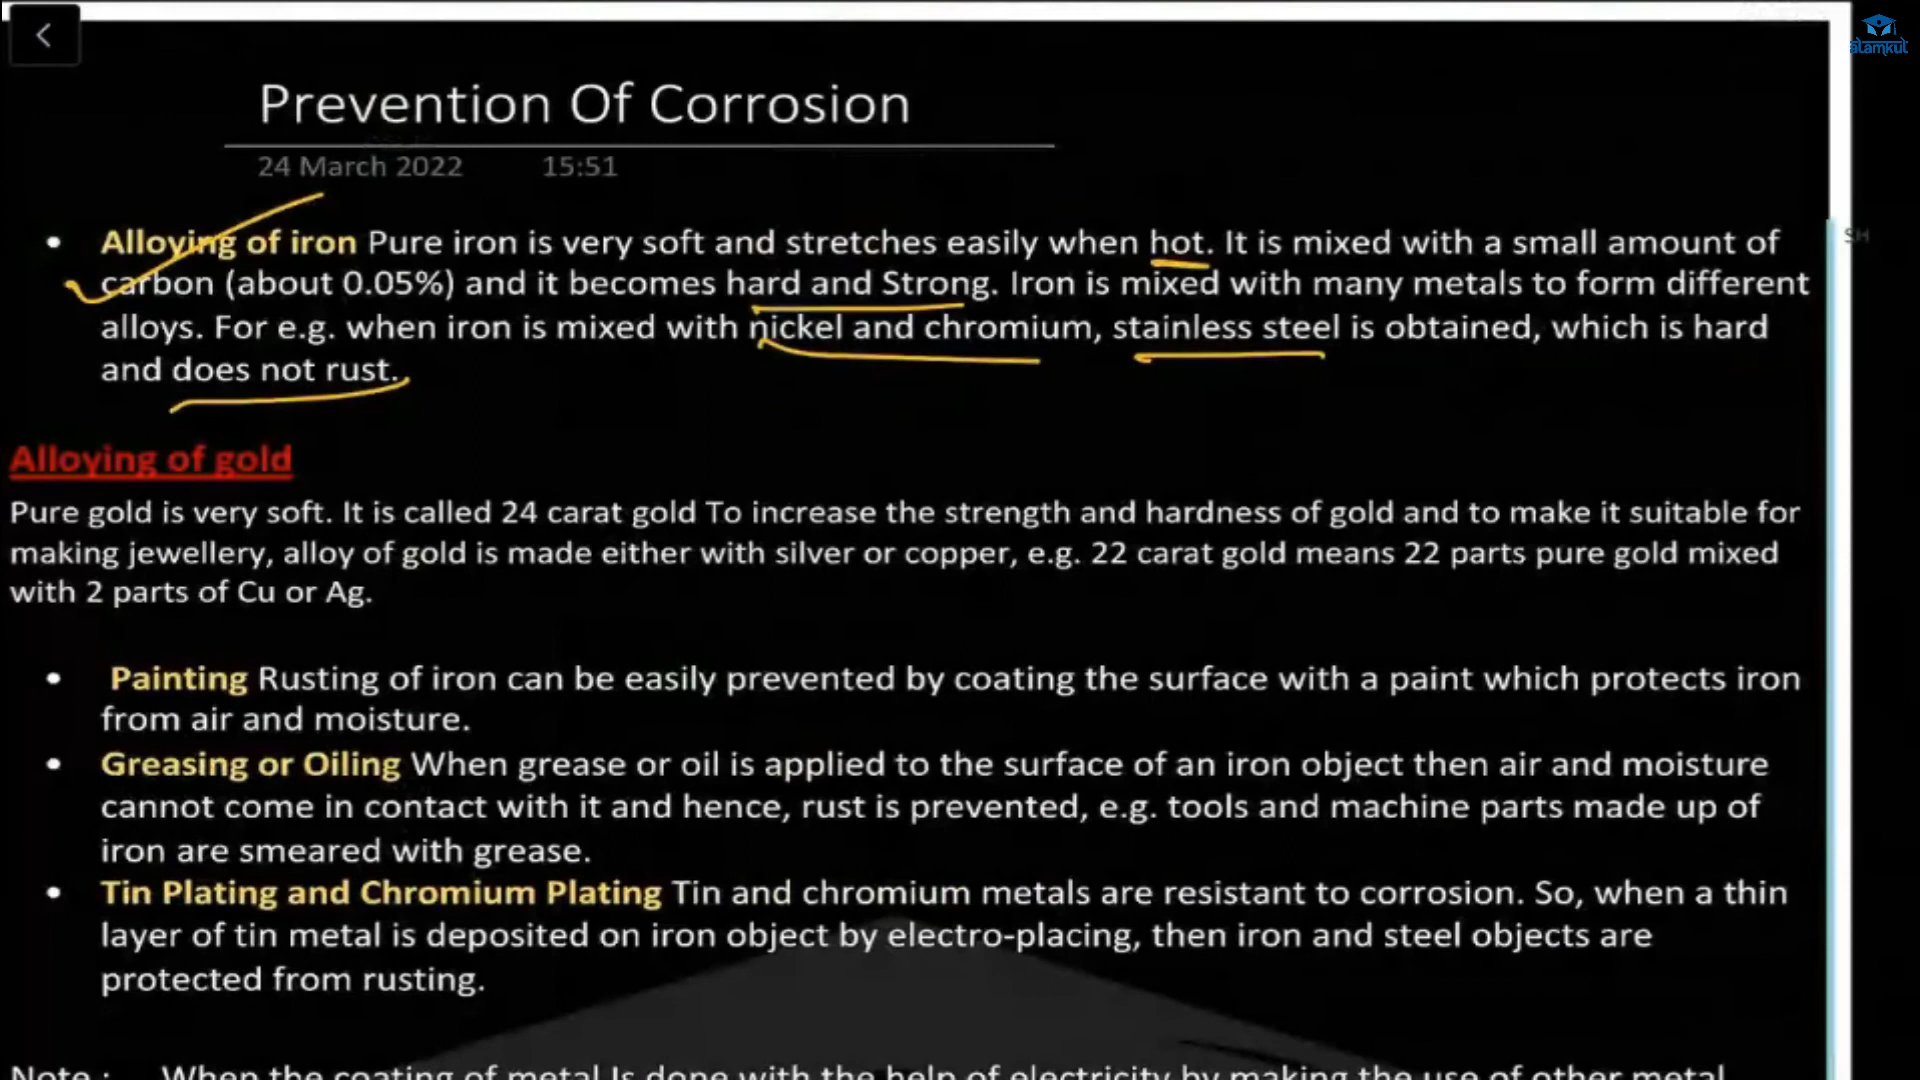 alamkul
Prevention Of Corrosion
24 March 2022 15:51
SH
• Alloying of iron Pure iron is very soft and stretches easily when hot. It is mixed with a small amount of
carbon (about 0.05%) and it becomes hard and Strong. Iron is mixed with many metals to form different
alloys. For e.g. when iron is mixed with nickel and chromium, stainless steel is obtained, which is hard
and does not rust.
Alloying of gold
Pure gold is very soft. It is called 24 carat gold To increase the strength and hardness of gold and to make it suitable for
making jewellery, alloy of gold is made either with silver or copper, e.g. 22 carat gold means 22 parts pure gold mixed
with 2 parts of Cu or Ag.
• Painting Rusting of iron can be easily prevented by coating the surface with a paint which protects iron
from air and moisture.
• Greasing or Oiling When grease or oil is applied to the surface of an iron object then air and moisture
cannot come in contact with it and hence, rust is prevented, e.g. tools and machine parts made up of
iron are smeared with grease.
• Tin Plating and Chromium Plating Tin and chromium metals are resistant to corrosion. So, when a thin
layer of tin metal is deposited on iron object by electro-placing, then iron and steel objects are
protected from rusting.
Note : When the coating of metal Is done with the help of electricity by making the use of other metal